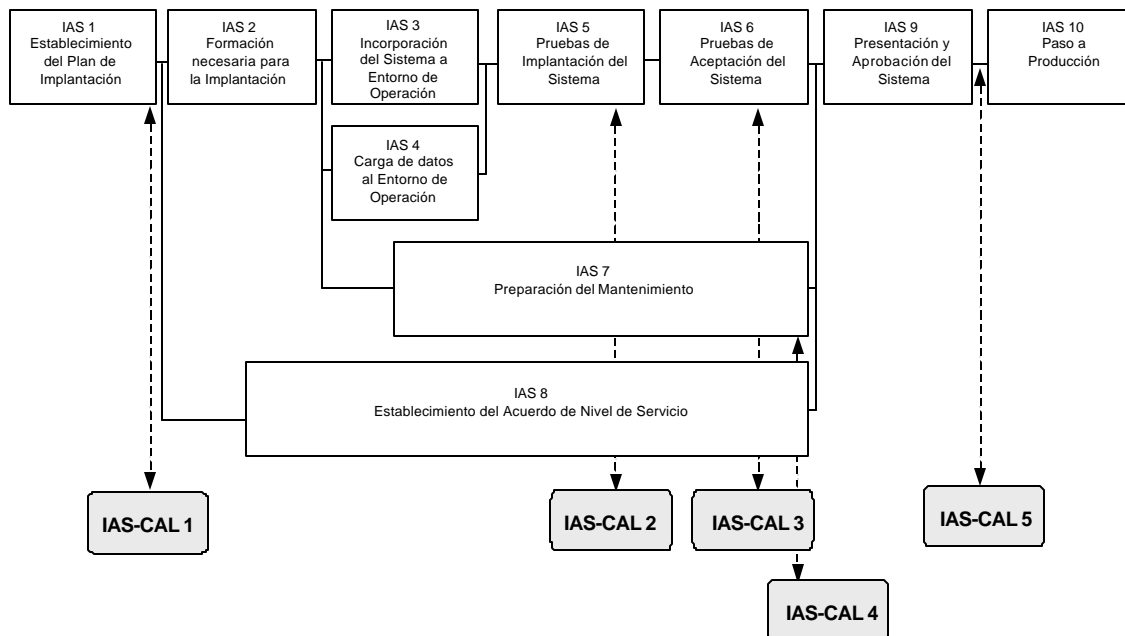 IAS 1
Establecimiento
del Plan de
Implantación
IAS 2
Formación
necesaria para
la Implantación
IAS 3
Incorporación
del Sistema a
Entorno de
Operación
IAS 5
Pruebas de
Implantación del
Sistema
IAS 6
Pruebas de
Aceptación del
Sistema
IAS 9
Presentación y
Aprobación del
Sistema
IAS 10
Paso a
Producción
IAS 4
Carga de datos
al Entorno de
Operación
IAS 7
Preparación del Mantenimiento
IAS 8
Establecimiento del Acuerdo de Nivel de Servicio
IAS-CAL 1
IAS-CAL 2
IAS-CAL 3
IAS-CAL 5
IAS-CAL 4